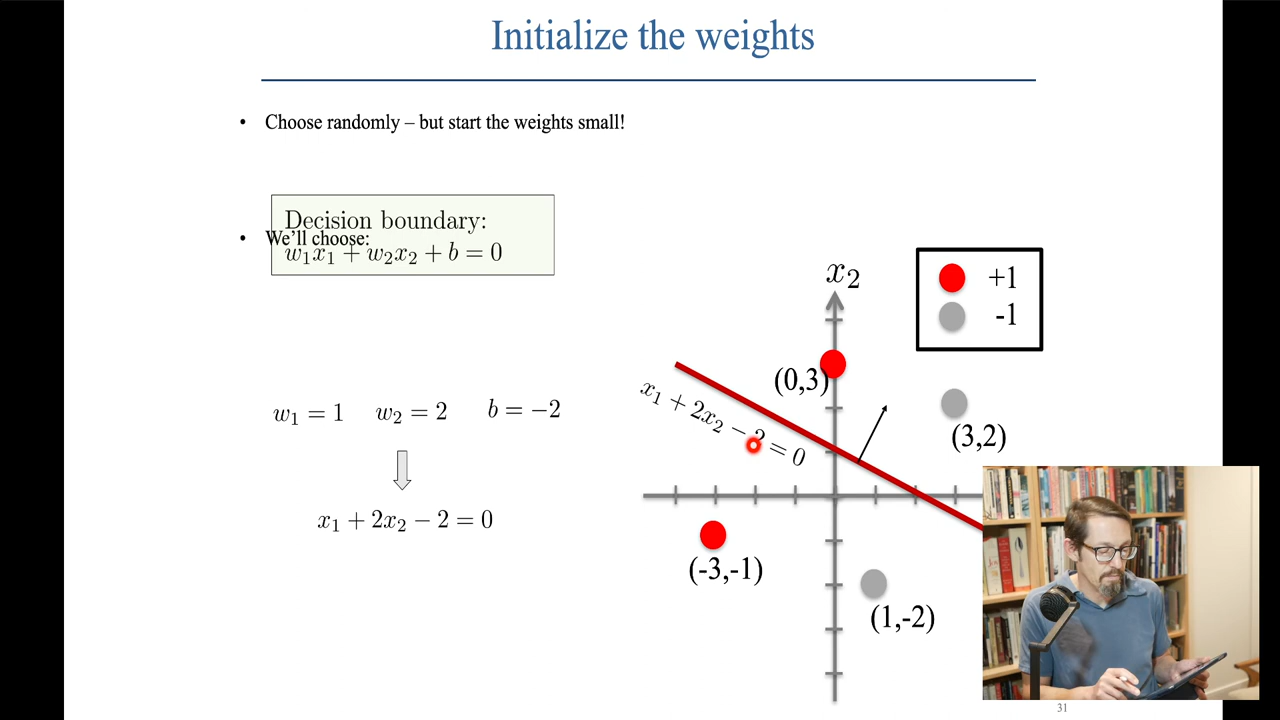 Initialize the weights
• Choose randomly – but start the weights small!
Decision boundary:
• We'll choose:
w₁x₁ + w₂x₂ + b = 0
w₁ = 1 w₂ = 2 b = −2
x₁ + 2x₂ − 2 = 0
x₂
+1
-1
(0,3)
x₁ + 2x₂ − 2 = 0
(3,2)
(-3,-1)
(1,-2)
31